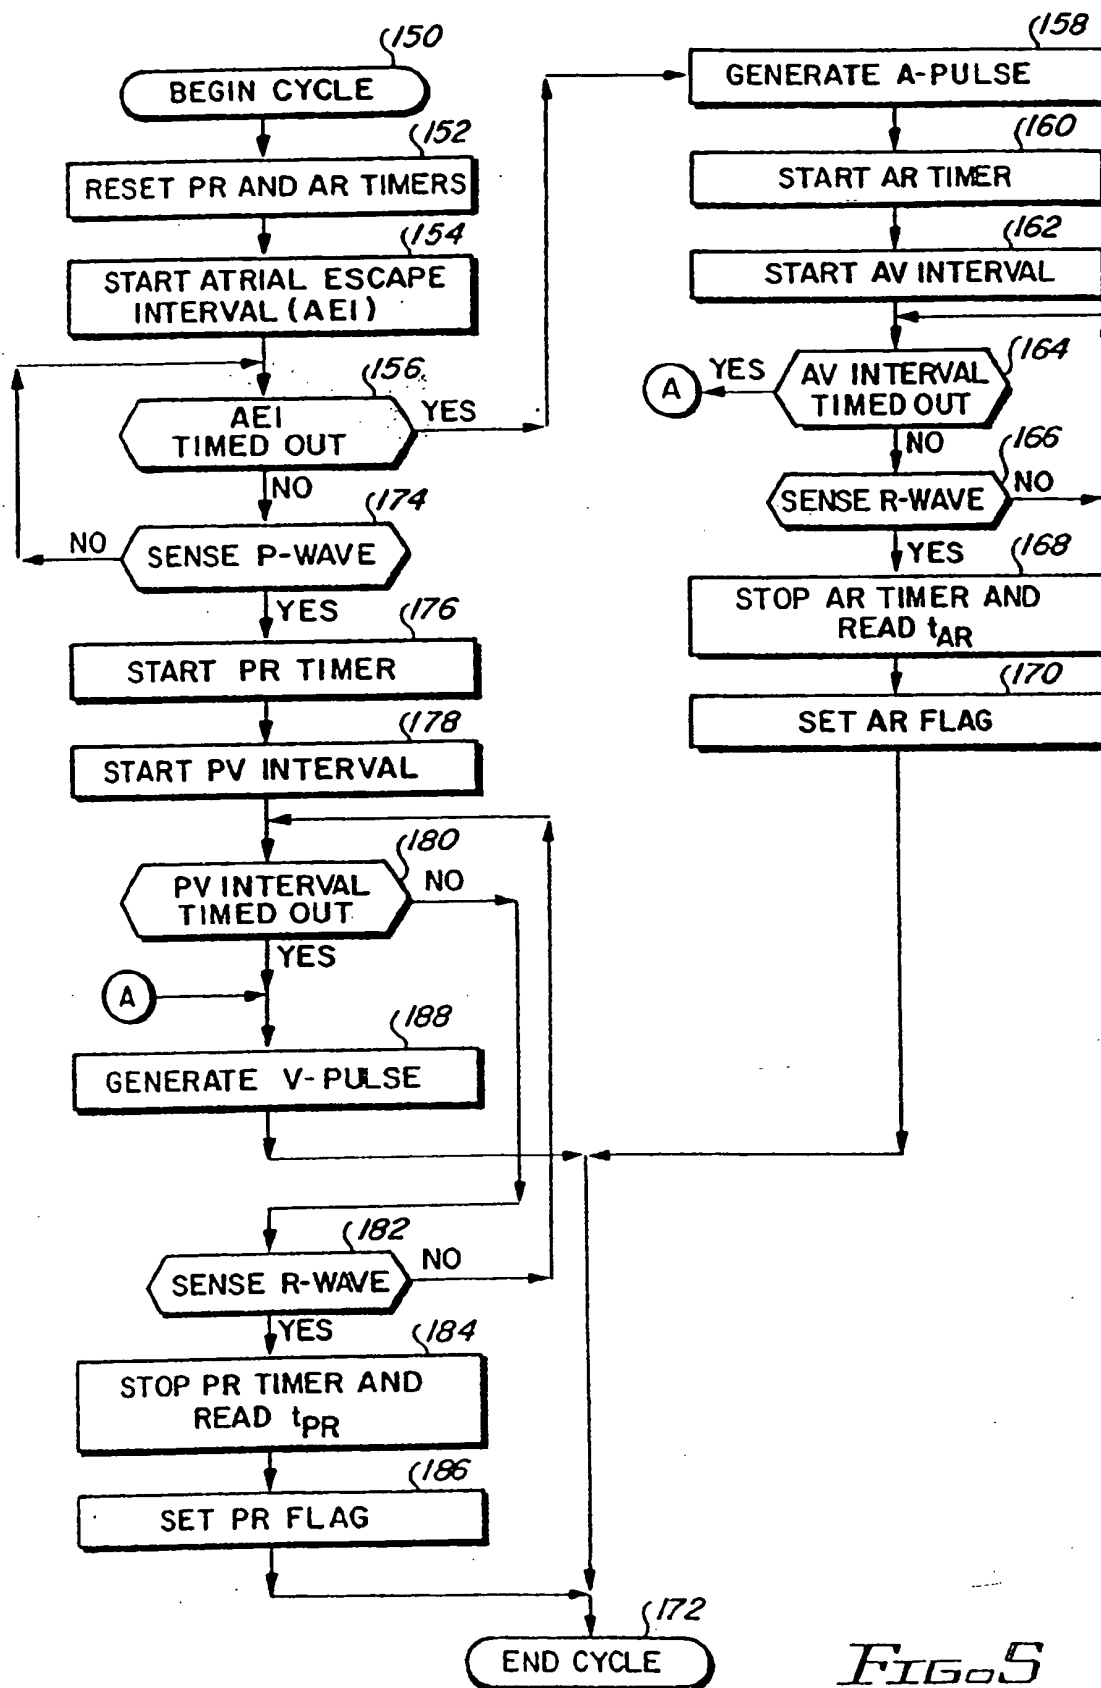 150
BEGIN CYCLE
152
RESET PR AND AR TIMERS
154
START ATRIAL ESCAPE
INTERVAL (AEI)
156
AEI
TIMED OUT
YES
NO
174
SENSE P-WAVE
NO
YES
176
START PR TIMER
178
START PV INTERVAL
180
PV INTERVAL
TIMED OUT
NO
YES
A
188
GENERATE V-PULSE
182
SENSE R-WAVE
NO
YES
184
STOP PR TIMER AND
READ tPR
186
SET PR FLAG
158
GENERATE A-PULSE
160
START AR TIMER
162
START AV INTERVAL
164
AV INTERVAL
TIMED OUT
YES
A
NO
166
SENSE R-WAVE
NO
YES
168
STOP AR TIMER AND
READ tAR
170
SET AR FLAG
172
END CYCLE
FIG. 5